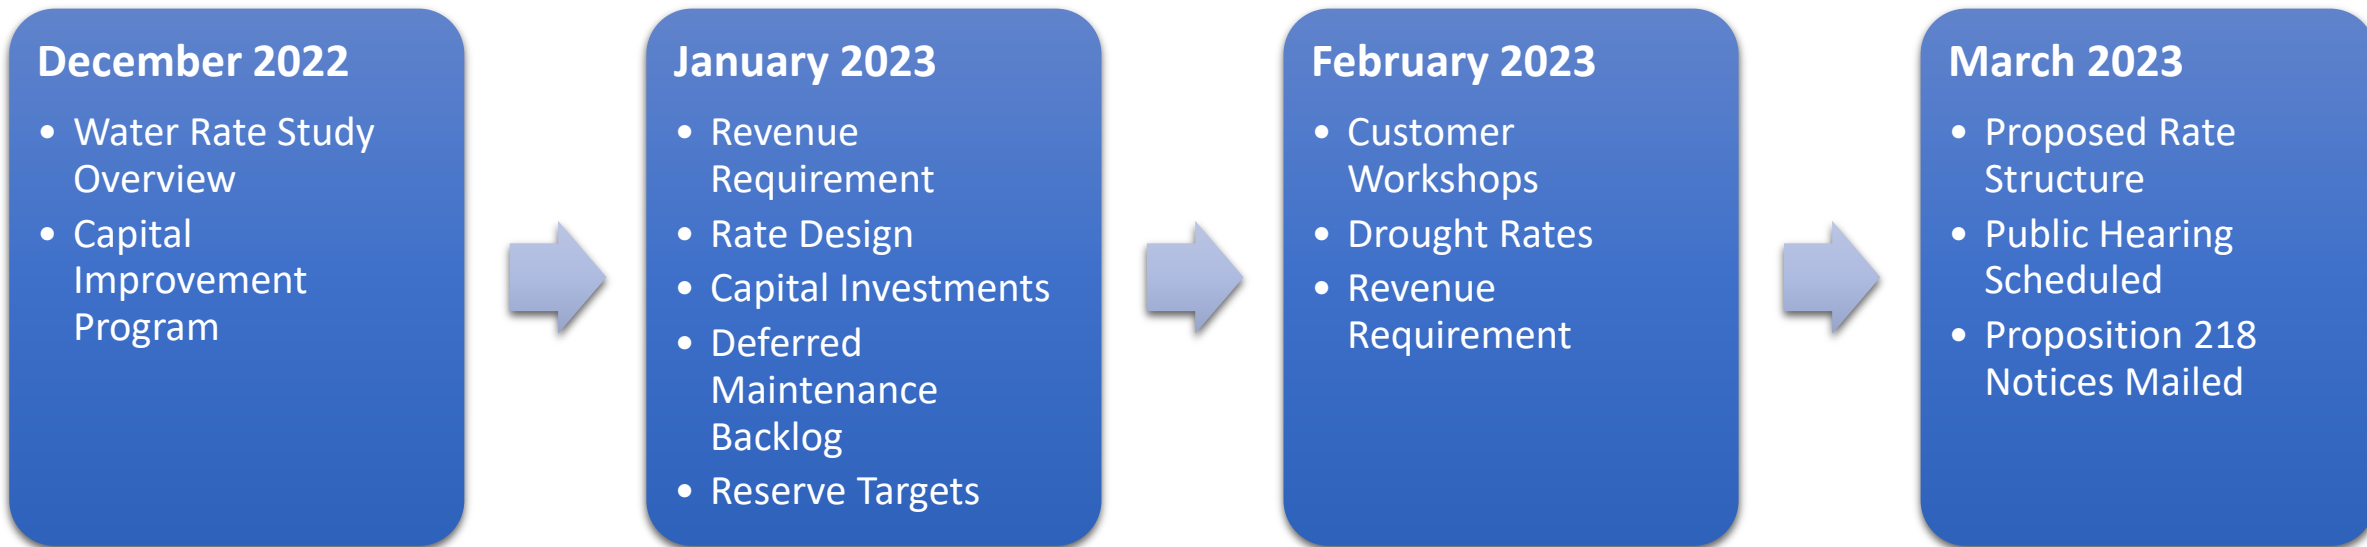 December 2022
• Water Rate Study
Overview
• Capital
Improvement
Program
January 2023
• Revenue
Requirement
• Rate Design
• Capital Investments
• Deferred
Maintenance
Backlog
• Reserve Targets
February 2023
• Customer
Workshops
• Drought Rates
• Revenue
Requirement
March 2023
• Proposed Rate
Structure
• Public Hearing
Scheduled
• Proposition 218
Notices Mailed